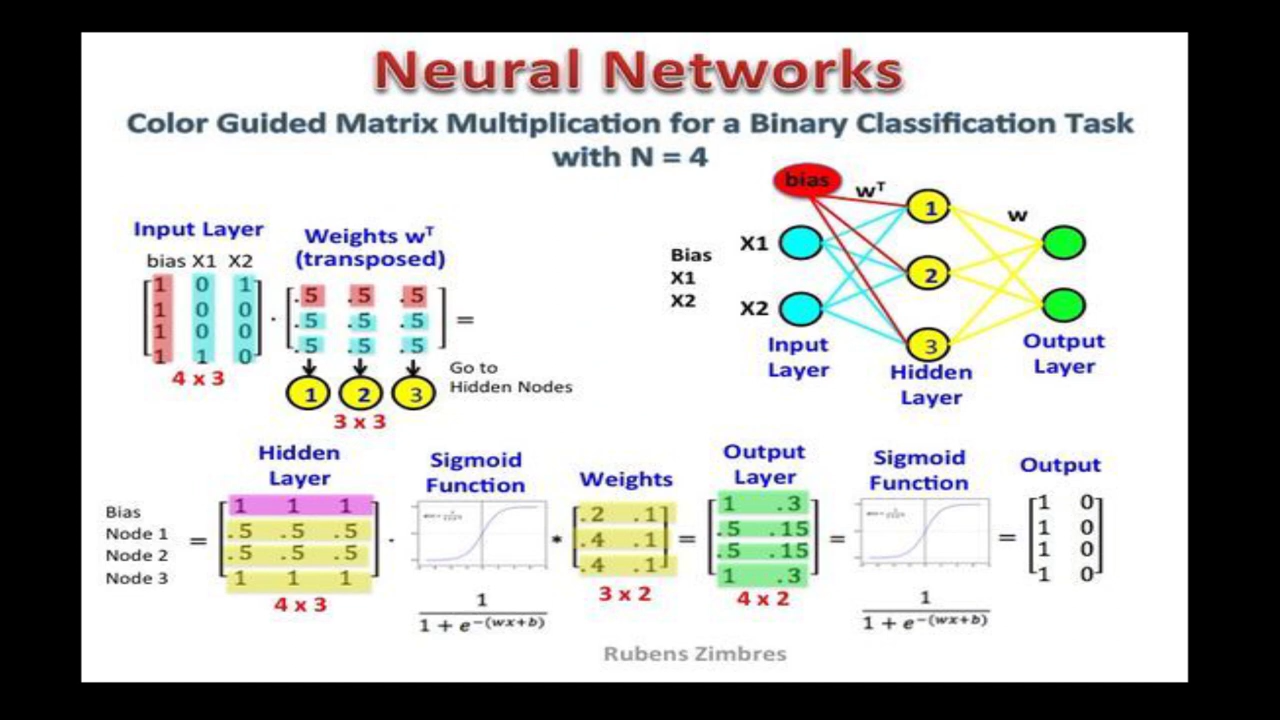 Neural Networks
Color Guided Matrix Multiplication for a Binary Classification Task
with N = 4
Input Layer
bias X1 X2
1 0 1
1 0 0
1 0 0
1 1 0
4 x 3
.
Weights wT
(transposed)
.5 .5 .5
.5 .5 .5
.5 .5 .5
=
1 2 3
Go to
Hidden Nodes
3 x 3
bias
wT
w
Bias
X1
X2
X1
X2
1
2
3
Input
Layer
Hidden
Layer
Output
Layer
Bias
Node 1
Node 2
Node 3
=
Hidden
Layer
1 1 1
.5 .5 .5
.5 .5 .5
1 1 1
4 x 3
.
Sigmoid
Function
1
1 + e−(wx+b)
*
Weights
.2 .1
.4 .1
.4 .1
3 x 2
=
Output
Layer
1 .3
.5 .15
.5 .15
1 .3
4 x 2
=
Sigmoid
Function
1
1 + e−(wx+b)
=
Output
1 0
1 0
1 0
1 0
Rubens Zimbres